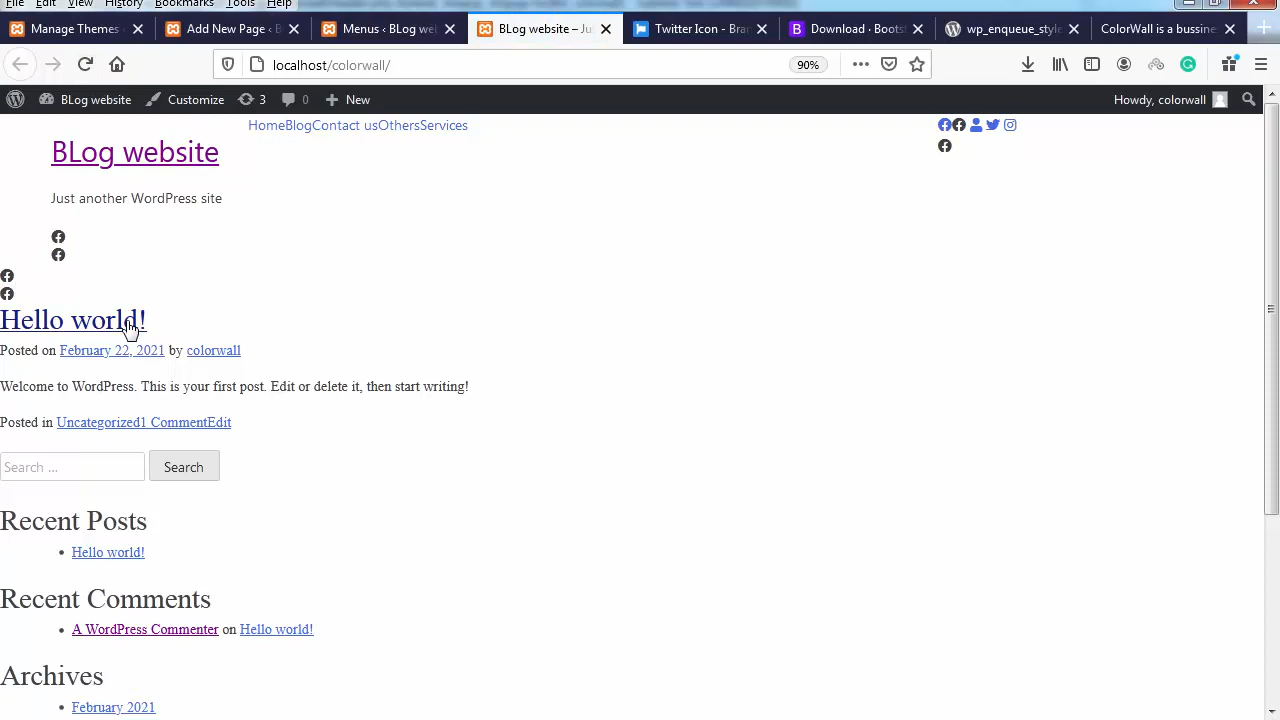 File Edit View History Bookmarks Tools Help
Manage Themes
Add New Page ‹ B
Menus ‹ BLog we
BLog website – Ju
Twitter Icon - Bra
Download · Boots
wp_enqueue_style
ColorWall is a bussine
localhost/colorwall/
90%
BLog website
Customize
3
0
New
Howdy, colorwall
HomeBlogContact usOthersServices
BLog website
Just another WordPress site
Hello world!
Posted on February 22, 2021 by colorwall
Welcome to WordPress. This is your first post. Edit or delete it, then start writing!
Posted in Uncategorized1 CommentEdit
Search …
Search
Recent Posts
Hello world!
Recent Comments
A WordPress Commenter on Hello world!
Archives
February 2021